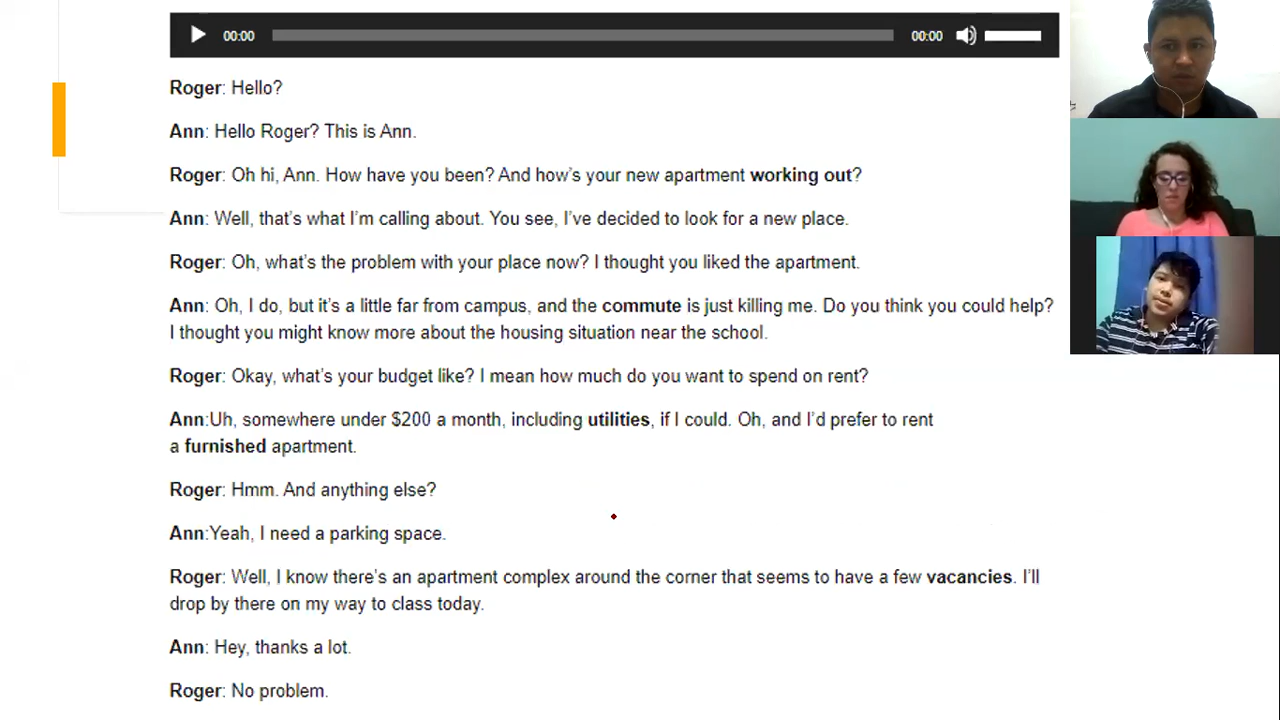 00:00 00:00
Roger: Hello?
Ann: Hello Roger? This is Ann.
Roger: Oh hi, Ann. How have you been? And how's your new apartment working out?
Ann: Well, that's what I'm calling about. You see, I've decided to look for a new place.
Roger: Oh, what's the problem with your place now? I thought you liked the apartment.
Ann: Oh, I do, but it's a little far from campus, and the commute is just killing me. Do you think you could help?
I thought you might know more about the housing situation near the school.
Roger: Okay, what's your budget like? I mean how much do you want to spend on rent?
Ann:Uh, somewhere under $200 a month, including utilities, if I could. Oh, and I'd prefer to rent
a furnished apartment.
Roger: Hmm. And anything else?
Ann:Yeah, I need a parking space.
Roger: Well, I know there's an apartment complex around the corner that seems to have a few vacancies. I'll
drop by there on my way to class today.
Ann: Hey, thanks a lot.
Roger: No problem.